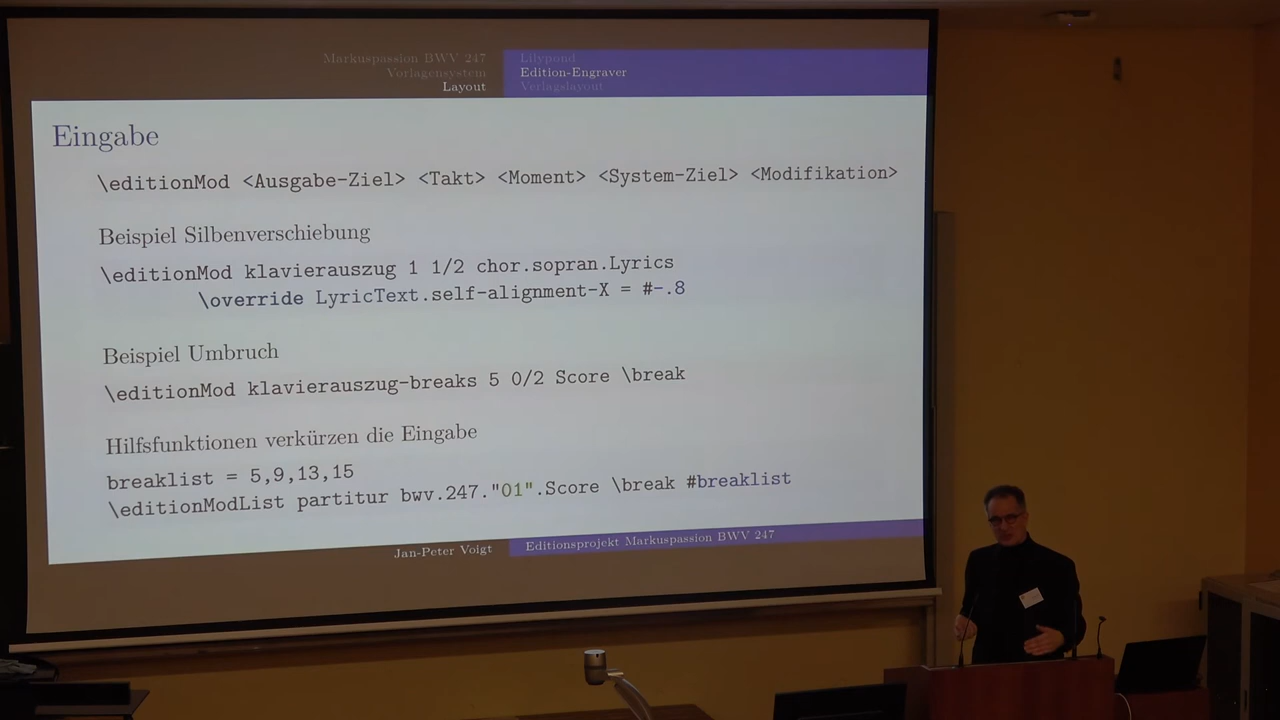 Markuspassion BWV 247
Vorlagensystem
Layout
Lilypond
Edition-Engraver
Verlagslayout
Eingabe
\editionMod <Ausgabe-Ziel> <Takt> <Moment> <System-Ziel> <Modifikation>
Beispiel Silbenverschiebung
\editionMod klavierauszug 1 1/2 chor.sopran.Lyrics
\override LyricText.self-alignment-X = #-.8
Beispiel Umbruch
\editionMod klavierauszug-breaks 5 0/2 Score \break
Hilfsfunktionen verkürzen die Eingabe
breaklist = 5,9,13,15
\editionModList partitur bwv.247."01".Score \break #breaklist
Jan-Peter Voigt
Editionsprojekt Markuspassion BWV 247